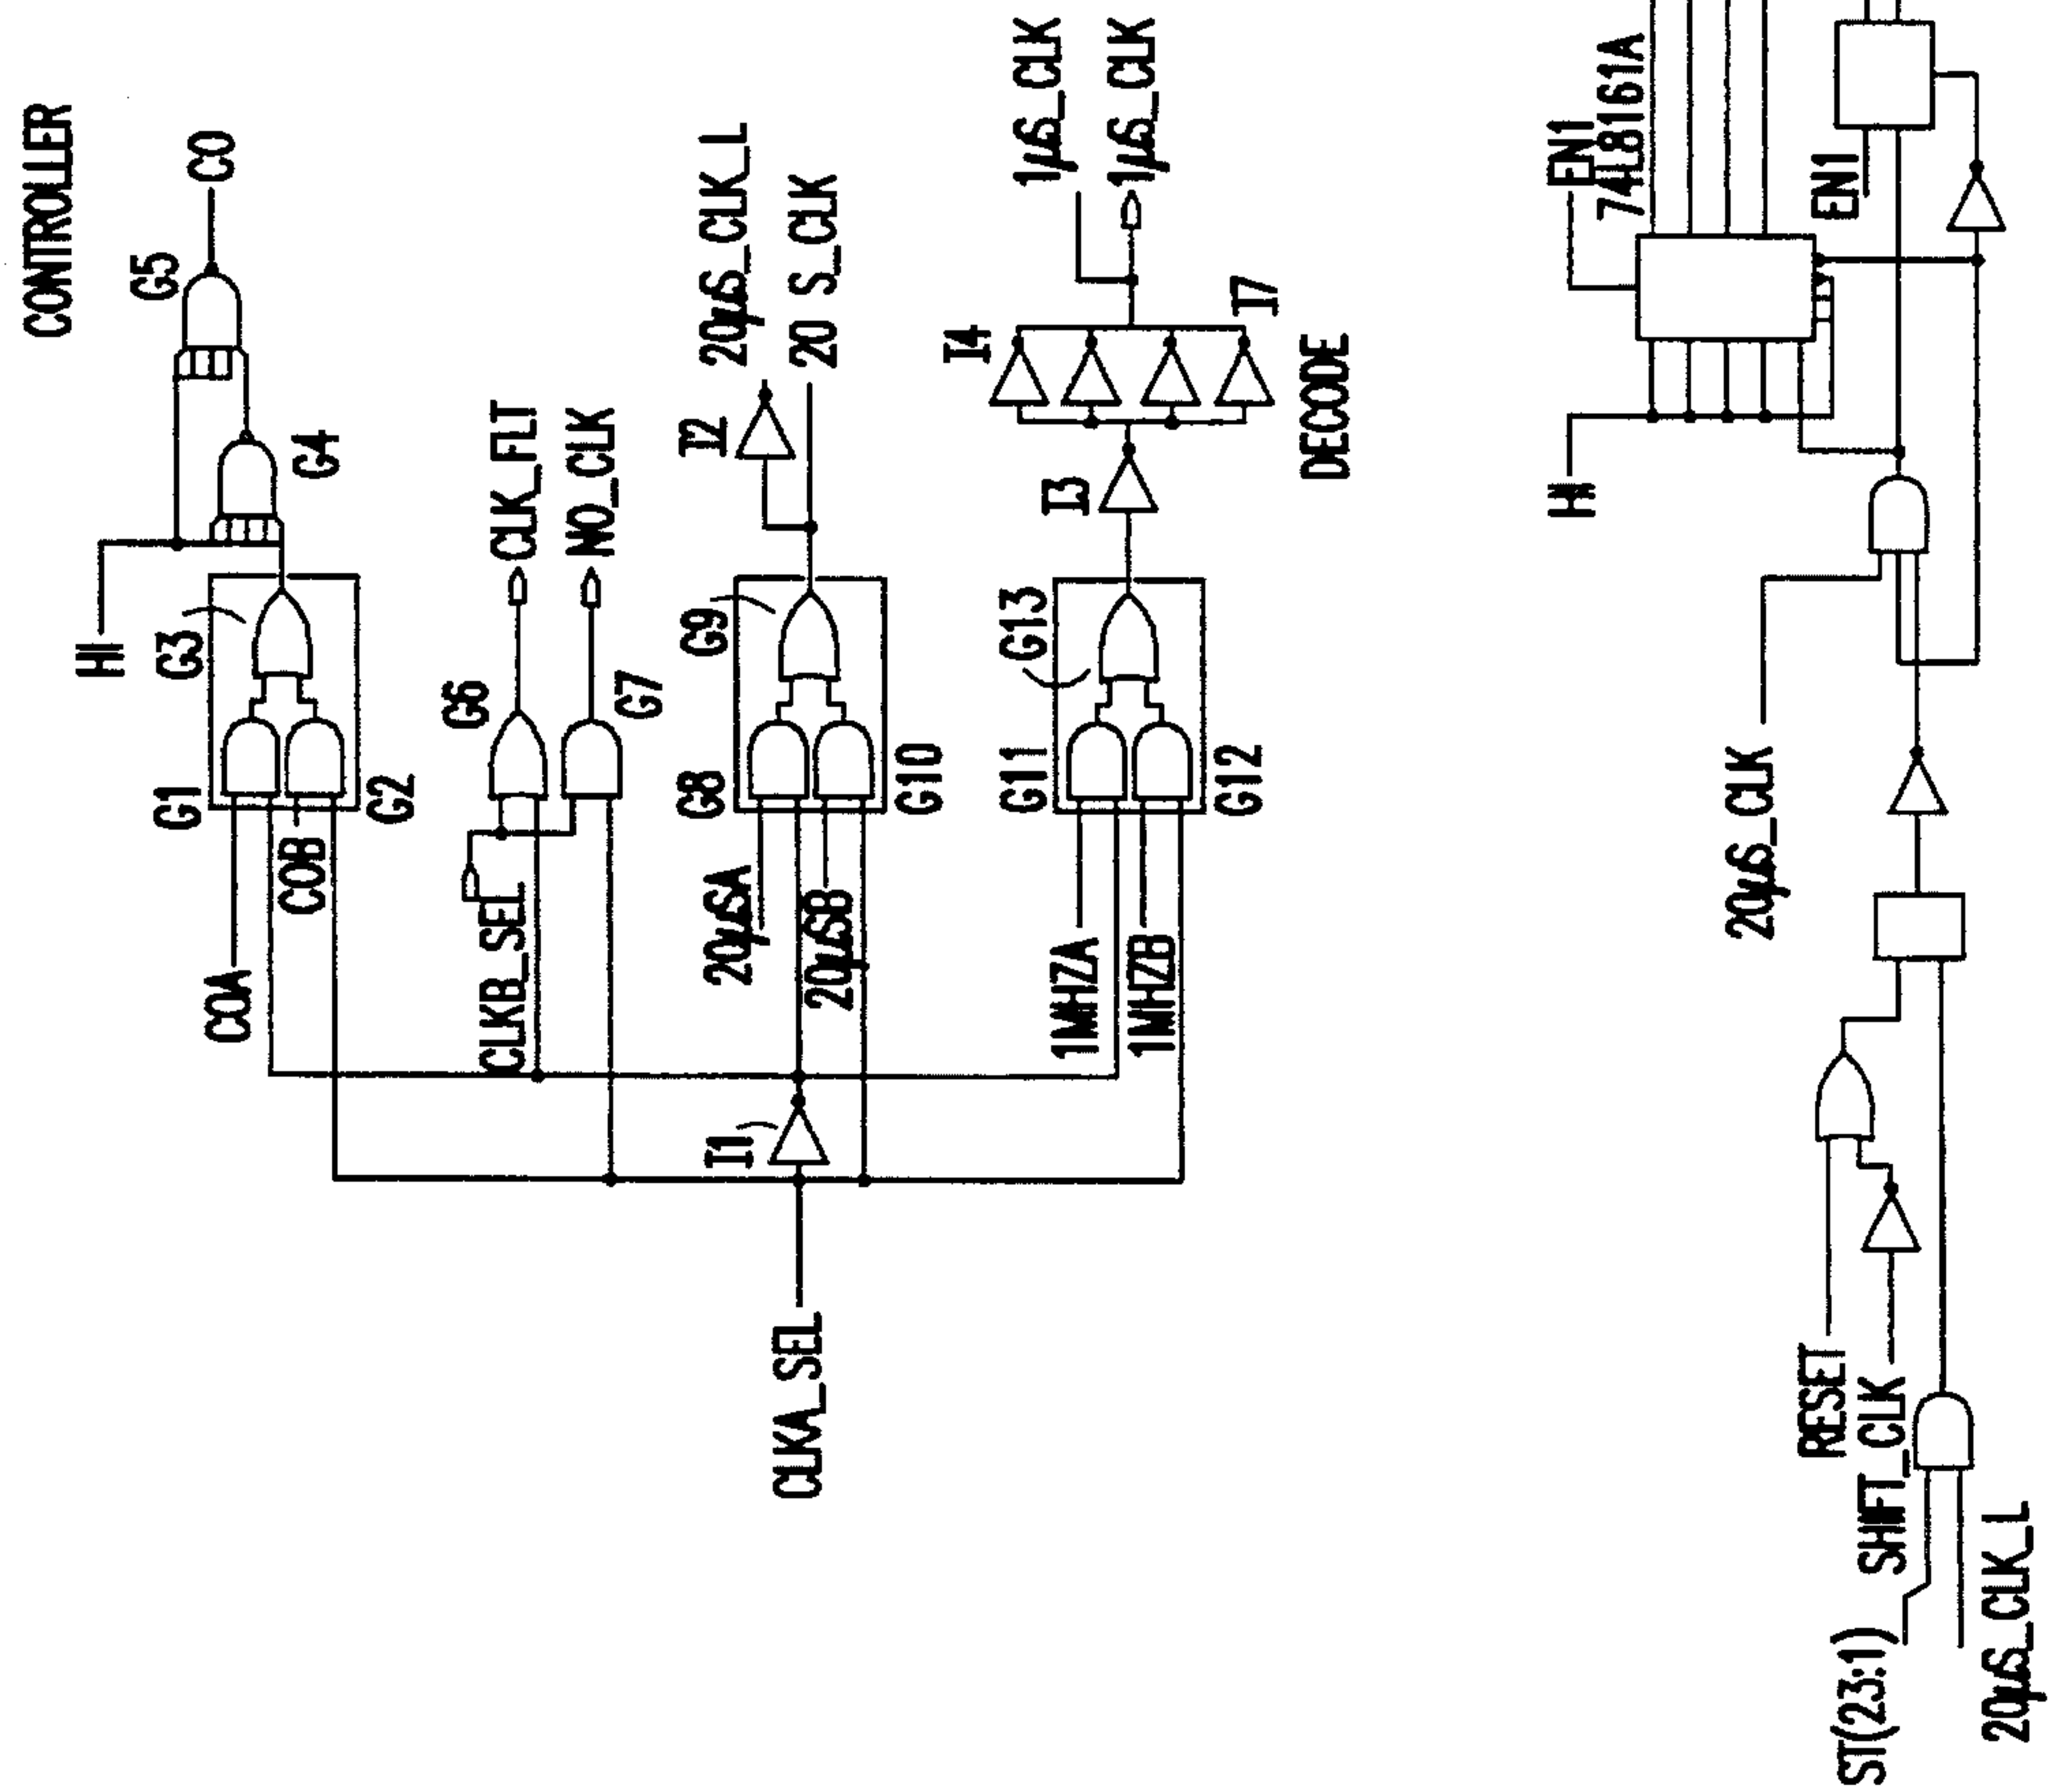 CONTROLLER
HI
G5
CO
G4
G3
G1
G2
COA
COB
G6
G7
CLK_FLT
NO_CLK
CLKB_SEL
20µS_CLK_L
20 S_CLK
I2
G9
G8
G10
20µSA
20µSB
I1
CLKA_SEL
1µS_CLK
1µS_CLK
I4
I7
I3
G13
G11
G12
1MHZA
1MHZB
DECODE
EN1
74L8161A
EN1
HI
20µS_CLK
RESET
SHIFT_CLK
ST(23:1)
20µS_CLK_L